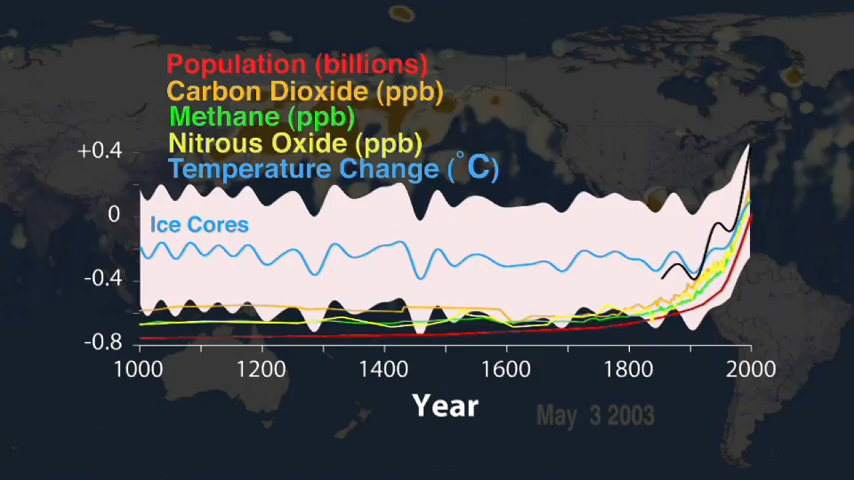 Population (billions)
Carbon Dioxide (ppb)
Methane (ppb)
Nitrous Oxide (ppb)
Temperature Change (°C)
+0.4
0
Ice Cores
-0.4
-0.8
1000 1200 1400 1600 1800 2000
Year
May 3 2003